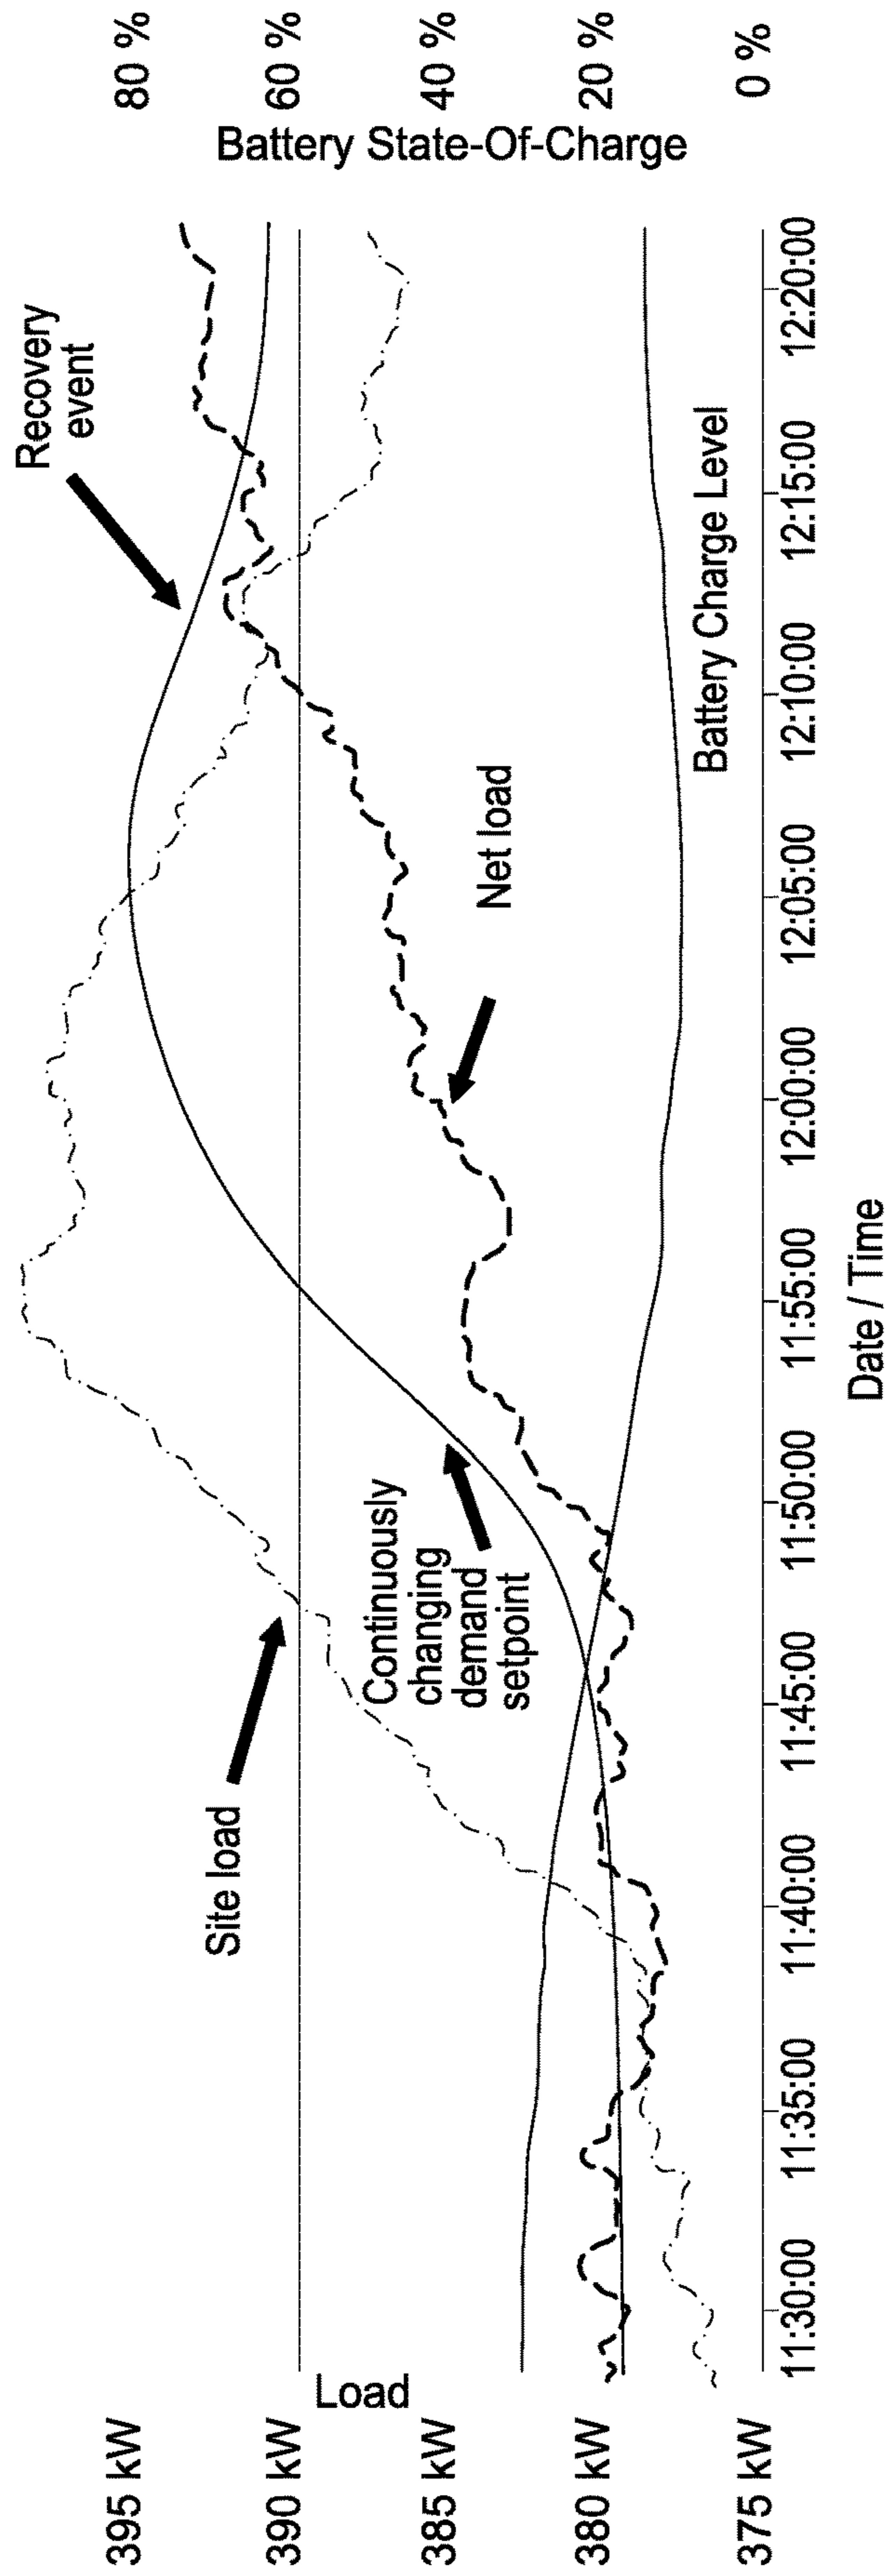 395 kW
390 kW
385 kW
380 kW
375 kW
Load
Site load
Continuously
changing
demand
setpoint
Net load
Recovery
event
Battery Charge Level
80 %
60 %
40 %
20 %
0 %
Battery State-Of-Charge
11:30:00
11:35:00
11:40:00
11:45:00
11:50:00
11:55:00
12:00:00
12:05:00
12:10:00
12:15:00
12:20:00
Date / Time